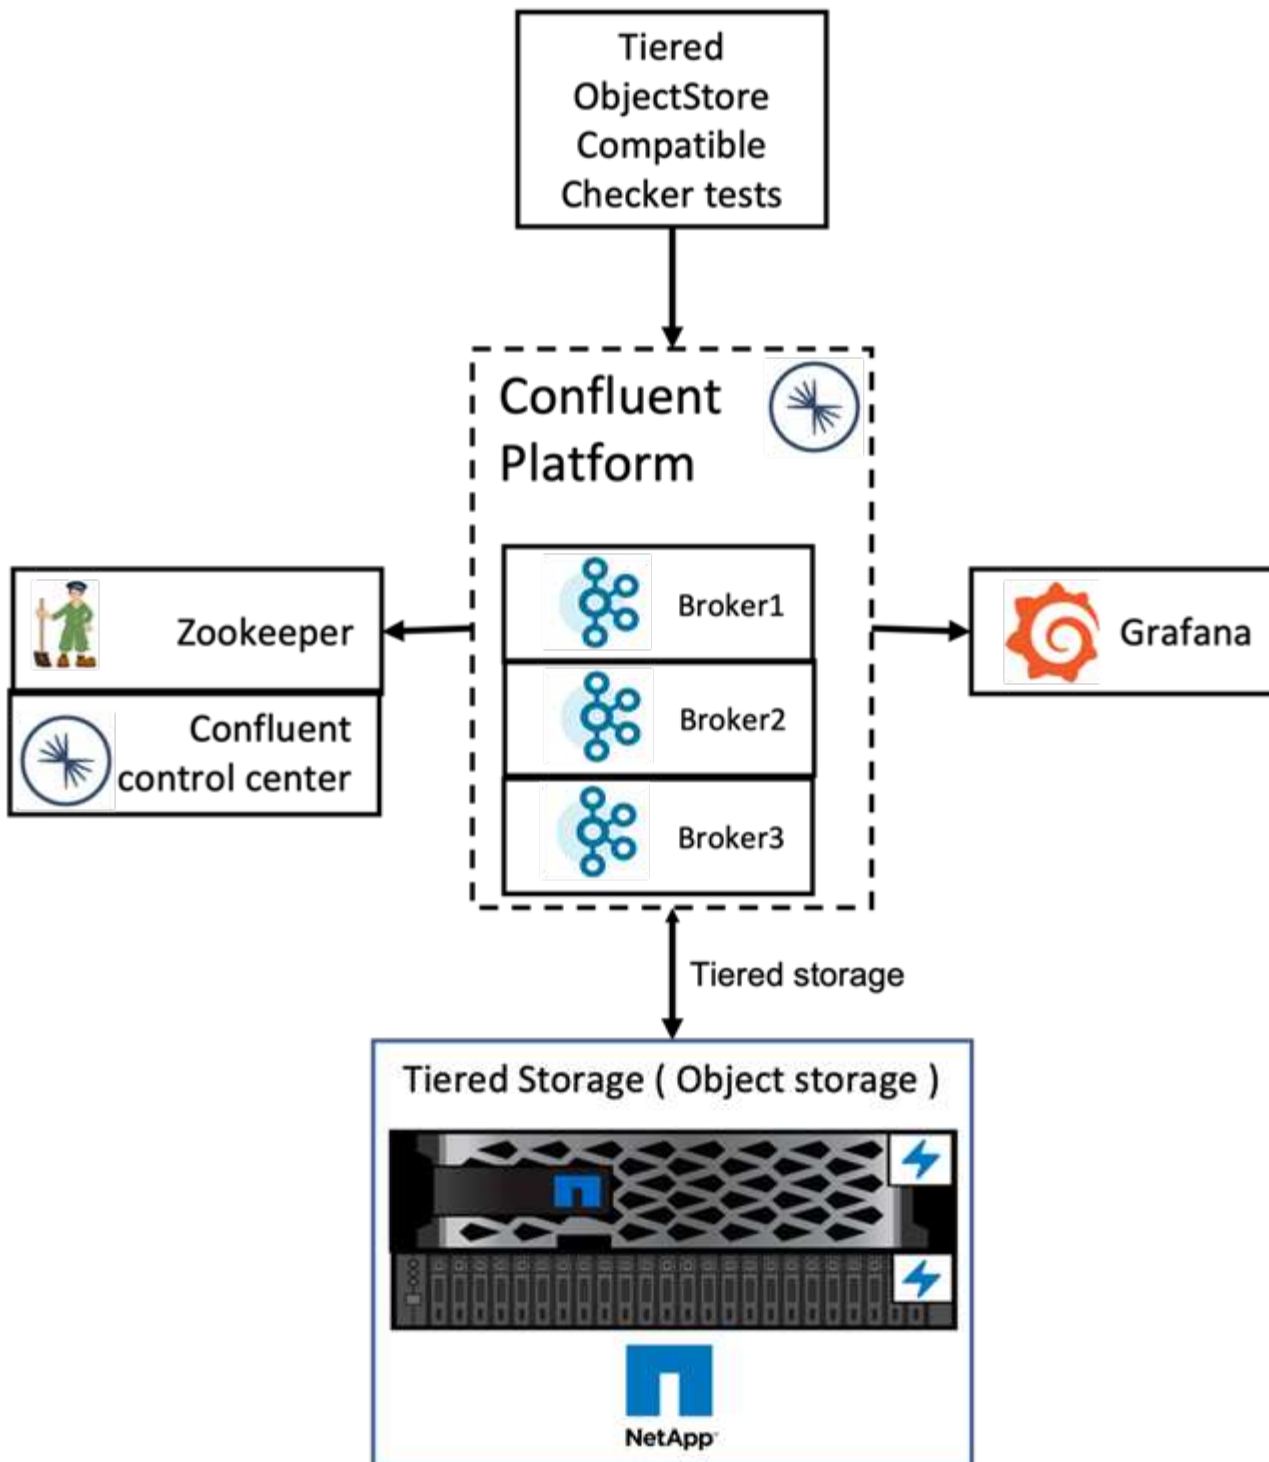 Tiered
ObjectStore
Compatible
Checker tests
Confluent
Platform
Broker1
Broker2
Broker3
Zookeeper
Confluent
control center
Grafana
Tiered storage
Tiered Storage ( Object storage )
NetApp